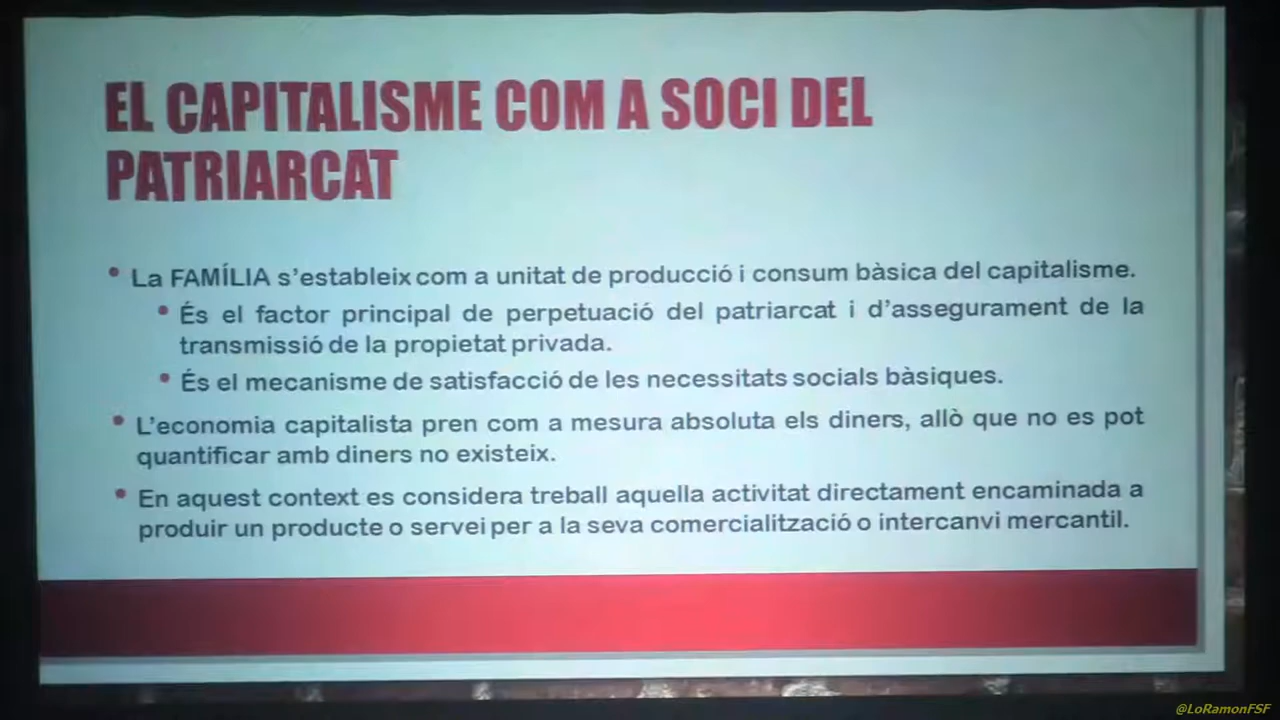 EL CAPITALISME COM A SOCI DEL
PATRIARCAT
• La FAMÍLIA s'estableix com a unitat de producció i consum bàsica del capitalisme.
• És el factor principal de perpetuació del patriarcat i d'assegurament de la
transmissió de la propietat privada.
• És el mecanisme de satisfacció de les necessitats socials bàsiques.
• L'economia capitalista pren com a mesura absoluta els diners, allò que no es pot
quantificar amb diners no existeix.
• En aquest context es considera treball aquella activitat directament encaminada a
produir un producte o servei per a la seva comercialització o intercanvi mercantil.
@LoRamonFSF